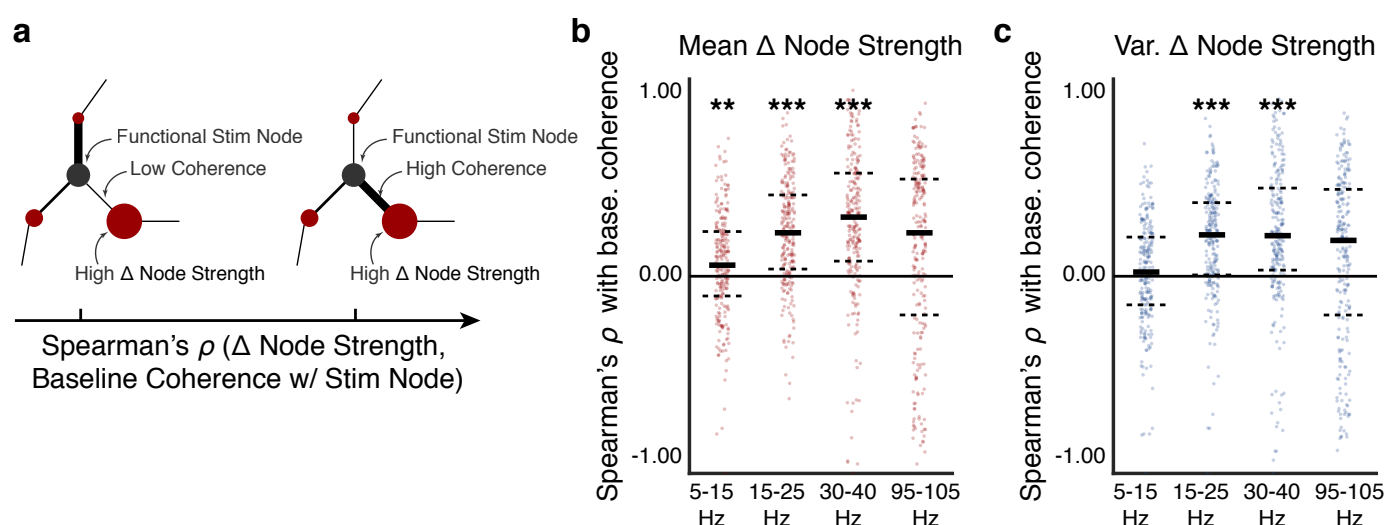 a
Functional Stim Node
Low Coherence
High Δ Node Strength
Functional Stim Node
High Coherence
High Δ Node Strength
Spearman's ρ (Δ Node Strength,
Baseline Coherence w/ Stim Node)
b
Mean Δ Node Strength
Spearman's ρ with base. coherence
1.00
0.00
-1.00
** *** ***
5-15 15-25 30-40 95-105
Hz Hz Hz Hz
c
Var. Δ Node Strength
Spearman's ρ with base. coherence
1.00
0.00
-1.00
*** ***
5-15 15-25 30-40 95-105
Hz Hz Hz Hz